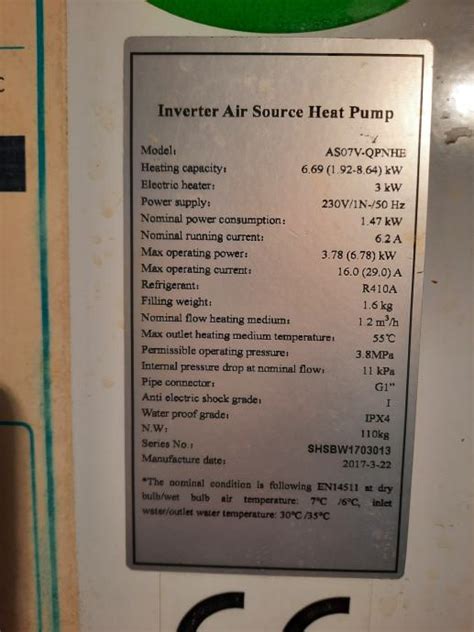 C
Inverter Air Source Heat Pump
Model: AS07V-QPNHE
Heating capacity: 6.69 (1.92-8.64) kW
Electric heater: 3 kW
Power supply: 230V/1N-/50 Hz
Nominal power consumption: 1.47 kW
Nominal running current: 6.2 A
Max operating power: 3.78 (6.78) kW
Max operating current: 16.0 (29.0) A
Refrigerant: R410A
Filling weight: 1.6 kg
Nominal flow heating medium: 1.2 m³/h
Max outlet heating medium temperature: 55℃
Permissible operating pressure: 3.8MPa
Internal pressure drop at nominal flow: 11 kPa
Pipe connector: G1"
Anti electric shock grade: I
Water proof grade: IPX4
N.W: 110kg
Series No.: SHSBW1703013
Manufacture date: 2017-3-22
*The nominal condition is following EN14511 at dry
bulb/wet bulb air temperature: 7℃ /6℃, inlet
water/outlet water temperature: 30℃/35℃.
CE